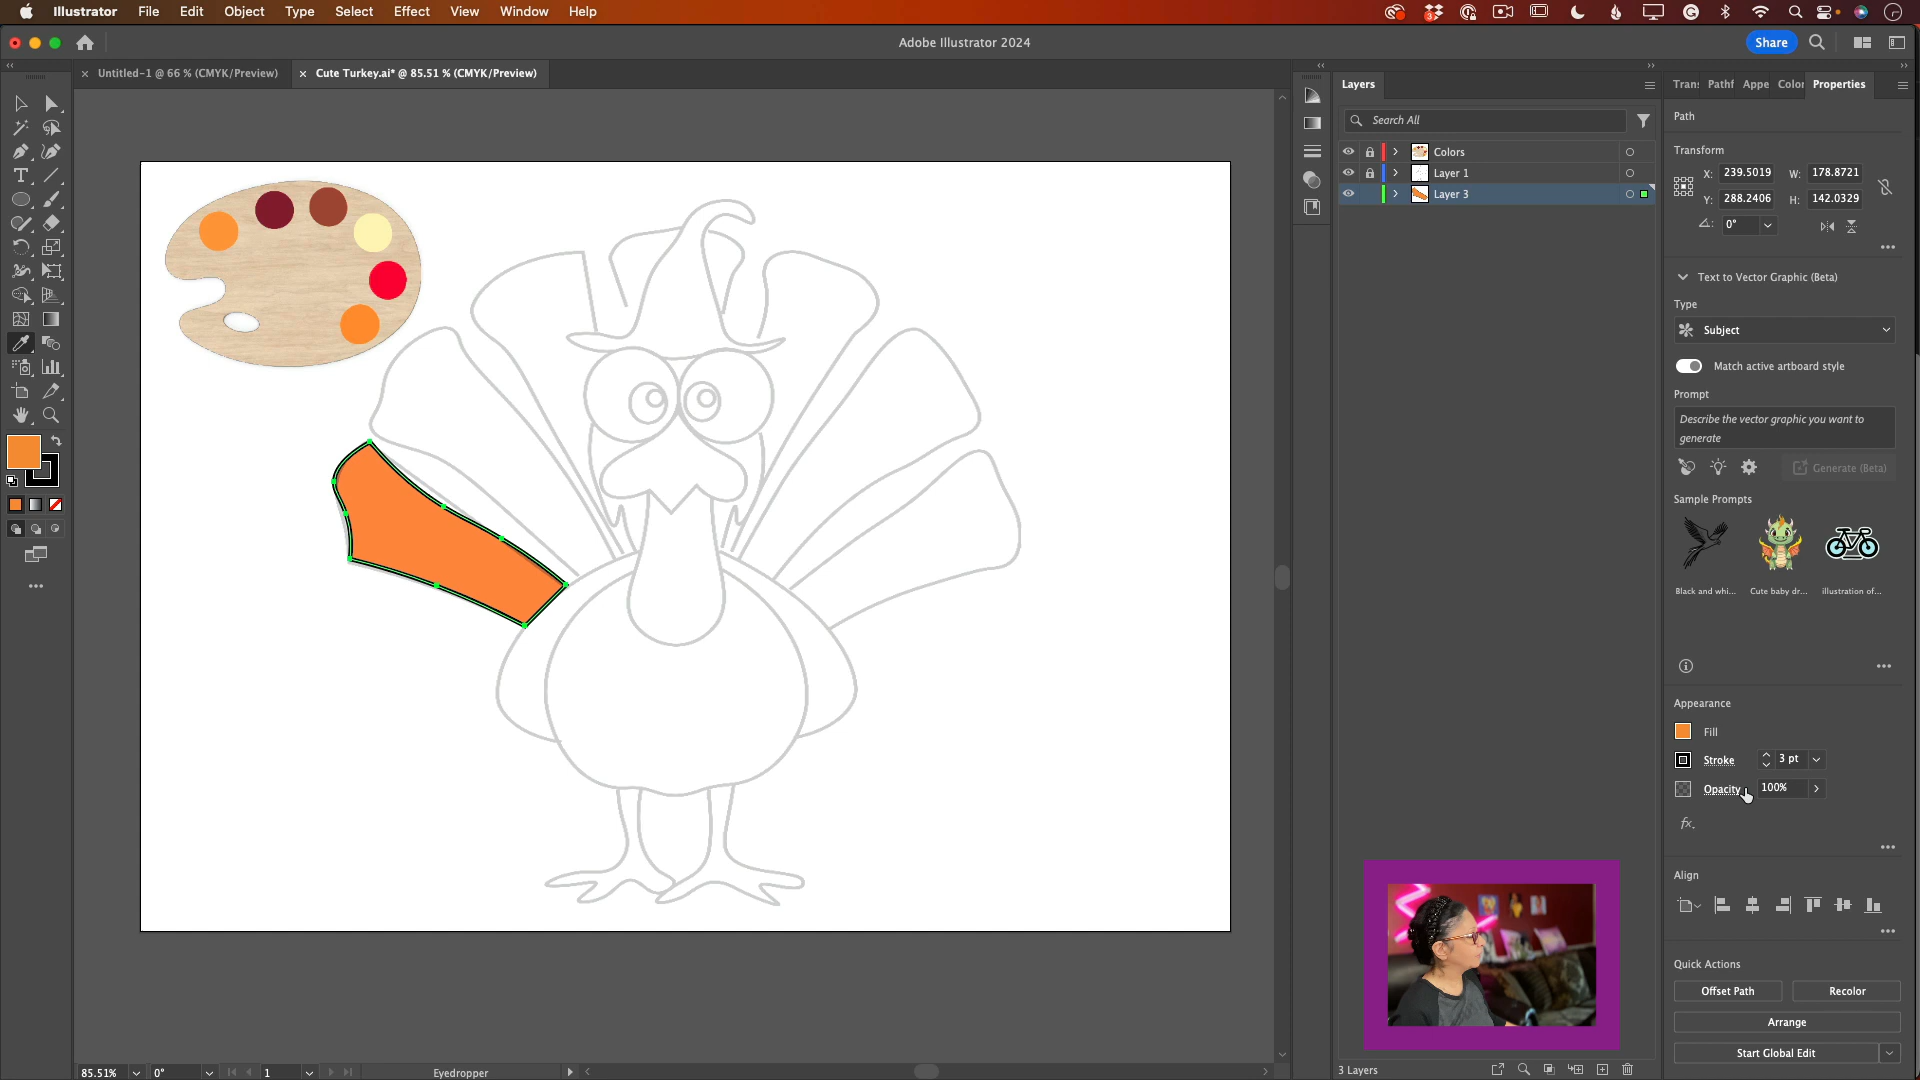 Illustrator File Edit Object Type Select Effect View Window Help
Adobe Illustrator 2024
Share
Untitled-1 @ 66 % (CMYK/Preview)
Cute Turkey.ai* @ 85.51 % (CMYK/Preview)
Layers
Search All
Colors
Layer 1
Layer 3
3 Layers
Trans Pathf Appe Color Properties
Path
Transform
X: 239.5019 W: 178.8721
Y: 288.2406 H: 142.0329
0°
Text to Vector Graphic (Beta)
Type
Subject
Match active artboard style
Prompt
Describe the vector graphic you want to
generate
Generate (Beta)
Sample Prompts
Black and whi... Cute baby dr... illustration of...
Appearance
Fill
Stroke 3 pt
Opacity 100%
fx.
Align
Quick Actions
Offset Path Recolor
Arrange
Start Global Edit
85.51% 0° 1 Eyedropper